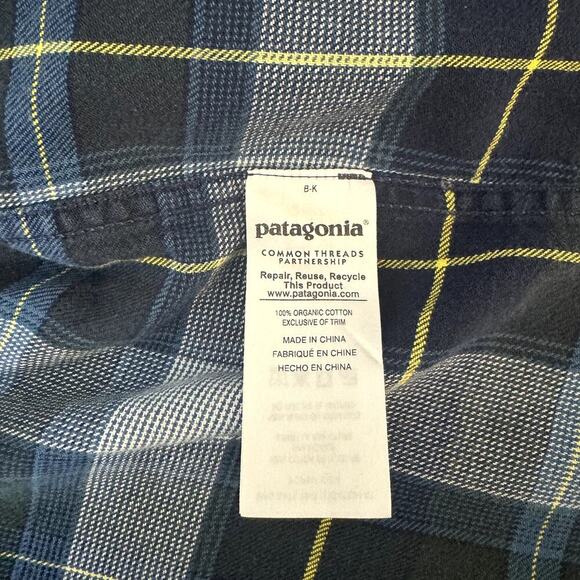 B-K
patagonia®
COMMON THREADS
PARTNERSHIP
Repair, Reuse, Recycle
This Product
www.patagonia.com
100% ORGANIC COTTON
EXCLUSIVE OF TRIM
MADE IN CHINA
FABRIQUÉ EN CHINE
HECHO EN CHINA